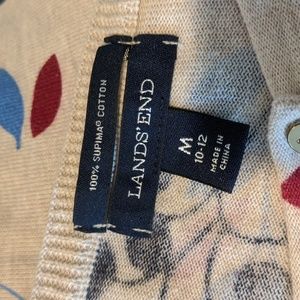 100% SUPIMA® COTTON
LANDS' END
M
10-12
MADE IN
CHINA